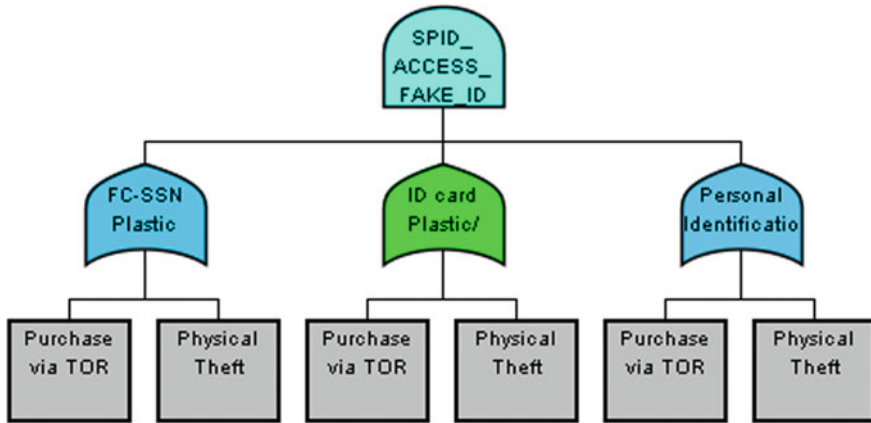 SPID_
ACCESS_
FAKE_ID
FC-SSN
Plastic
ID card
Plastic/
Personal
Identificatio
Purchase
via TOR
Physical
Theft
Purchase
via TOR
Physical
Theft
Purchase
via TOR
Physical
Theft